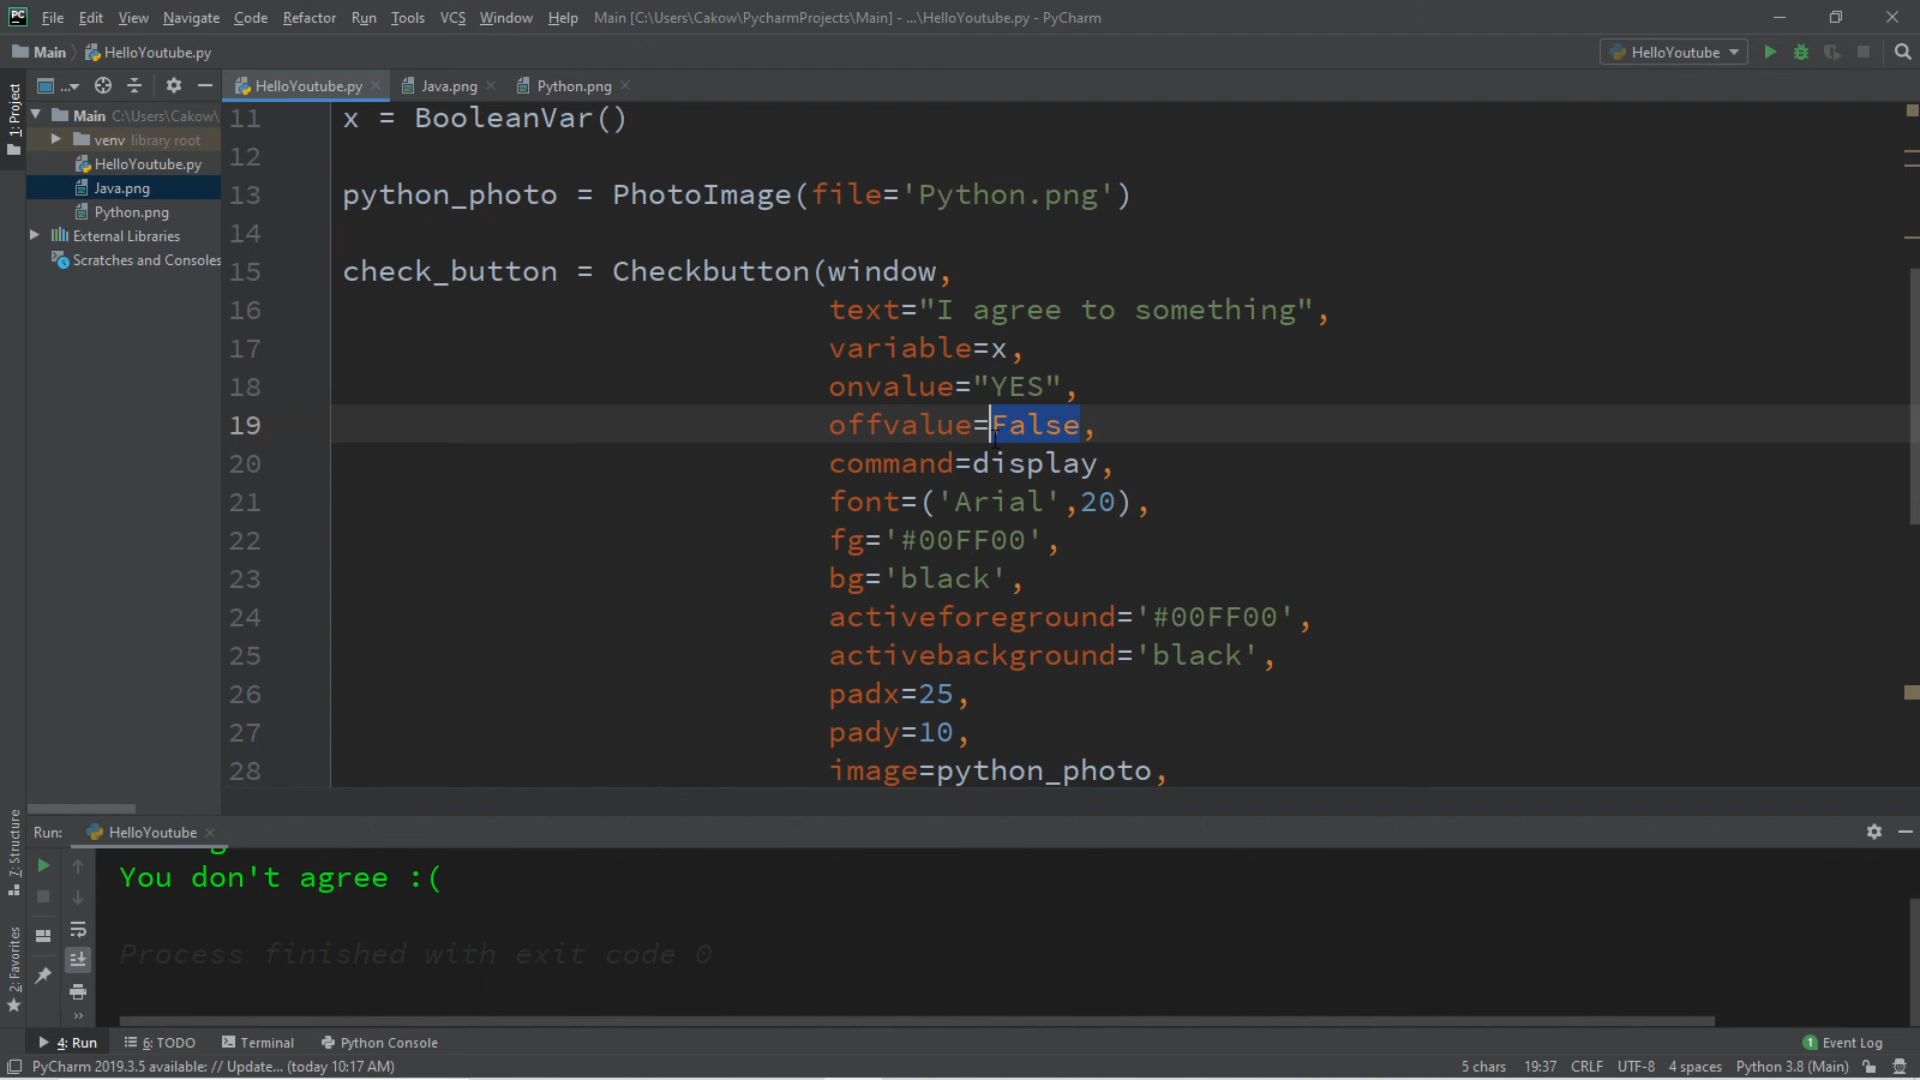 PC File Edit View Navigate Code Refactor Run Tools VCS Window Help Main [C:\Users\Cakow\PycharmProjects\Main] - ...\HelloYoutube.py - PyCharm
Main HelloYoutube.py HelloYoutube
1: Project ... HelloYoutube.py Java.png Python.png
Main C:\Users\Cakow\
venv library root
HelloYoutube.py
Java.png
Python.png
External Libraries
Scratches and Consoles
11 x = BooleanVar()
12
13 python_photo = PhotoImage(file='Python.png')
14
15 check_button = Checkbutton(window,
16 text="I agree to something",
17 variable=x,
18 onvalue="YES",
19 offvalue=False,
20 command=display,
21 font=('Arial',20),
22 fg='#00FF00',
23 bg='black',
24 activeforeground='#00FF00',
25 activebackground='black',
26 padx=25,
27 pady=10,
28 image=python_photo,
7: Structure
2: Favorites
Run: HelloYoutube
You don't agree :(
Process finished with exit code 0
4: Run 6: TODO Terminal Python Console 1 Event Log
PyCharm 2019.3.5 available: // Update... (today 10:17 AM) 5 chars 19:37 CRLF UTF-8 4 spaces Python 3.8 (Main)